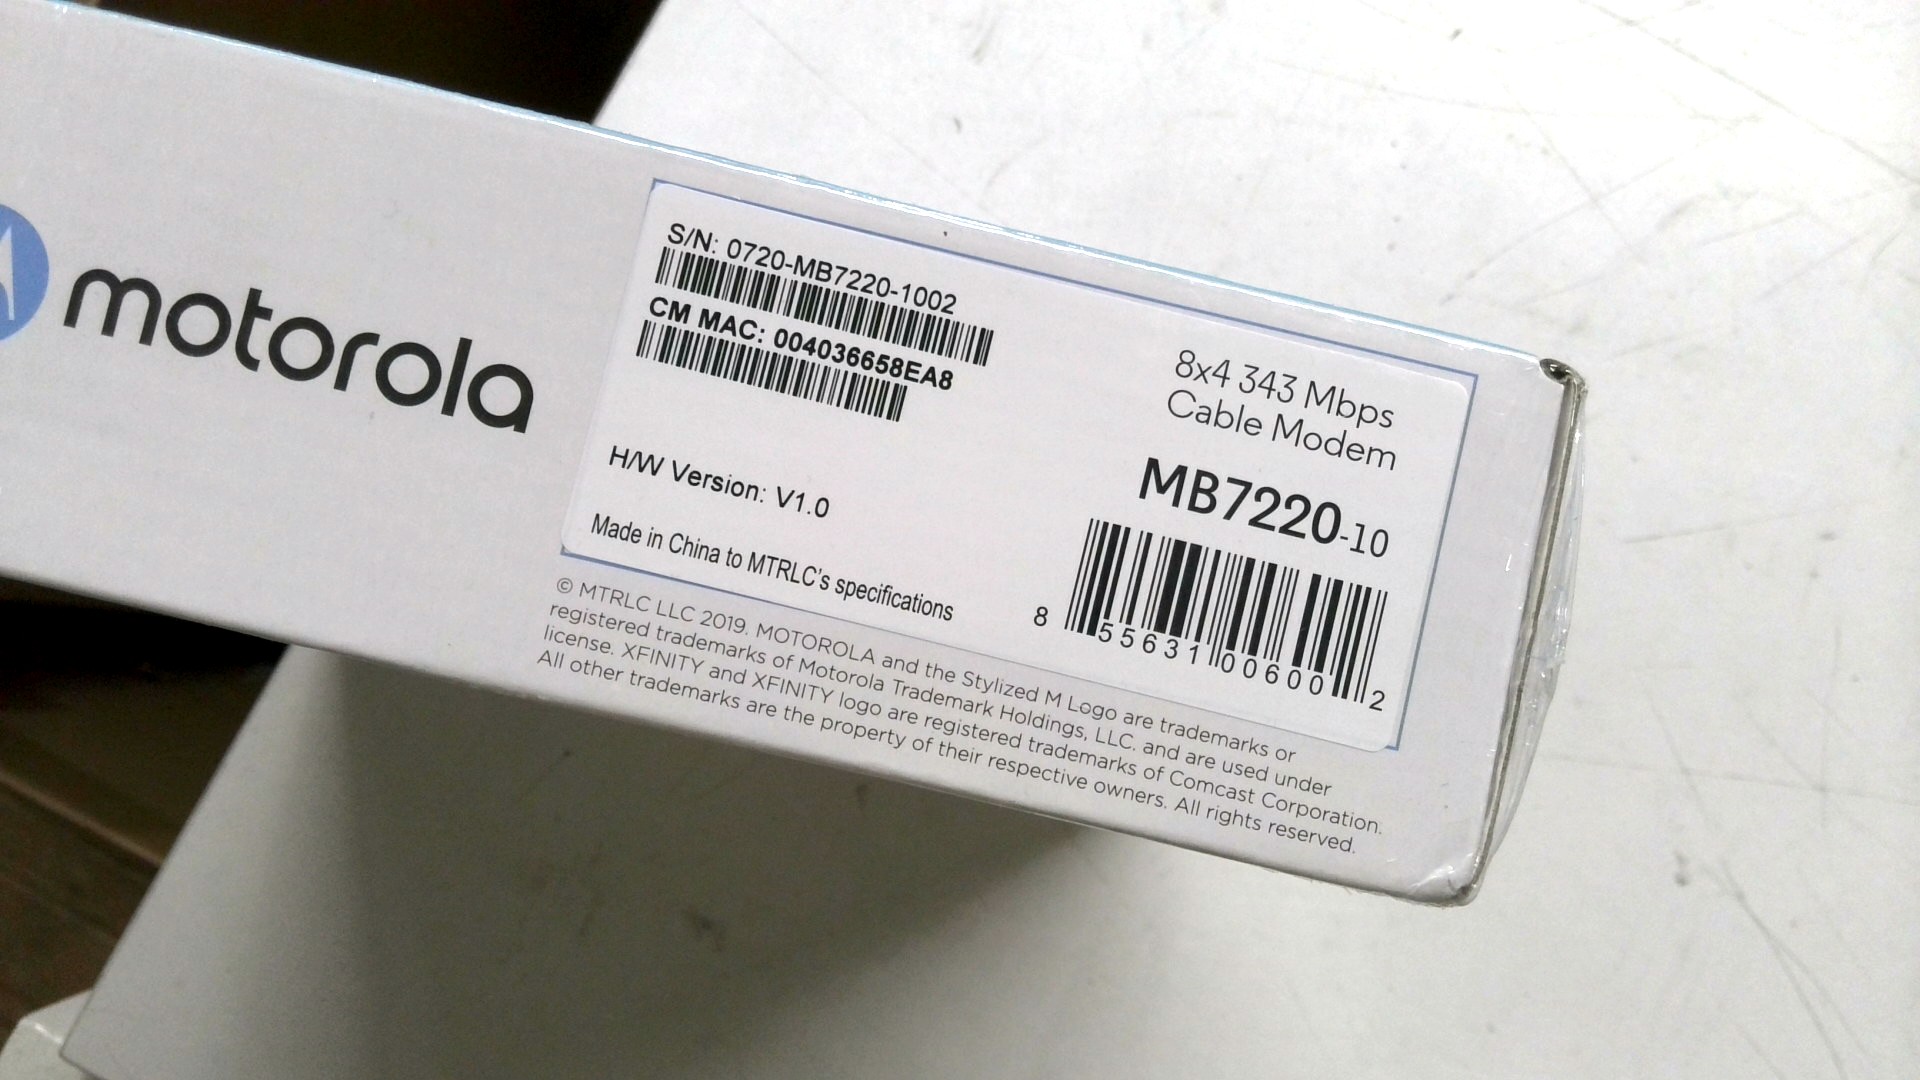 motorola
S/N: 0720-MB7220-1002
CM MAC: 004036658EA8
H/W Version: V1.0
Made in China to MTRLC's specifications
8x4 343 Mbps
Cable Modem
MB7220-10
8 55631 00600 2
© MTRLC LLC 2019. MOTOROLA and the Stylized M Logo are trademarks or
registered trademarks of Motorola Trademark Holdings, LLC. and are used under
license. XFINITY and XFINITY logo are registered trademarks of Comcast Corporation.
All other trademarks are the property of their respective owners. All rights reserved.